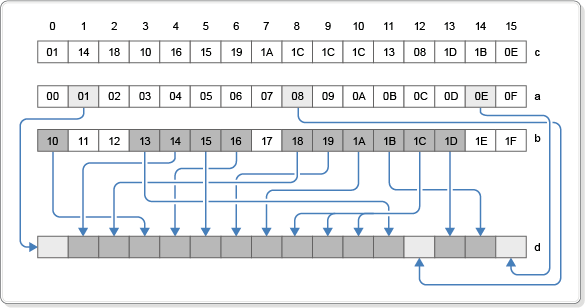 0 1 2 3 4 5 6 7 8 9 10 11 12 13 14 15
01 14 18 10 16 15 19 1A 1C 1C 1C 13 08 1D 1B 0E c
00 01 02 03 04 05 06 07 08 09 0A 0B 0C 0D 0E 0F a
10 11 12 13 14 15 16 17 18 19 1A 1B 1C 1D 1E 1F b
d